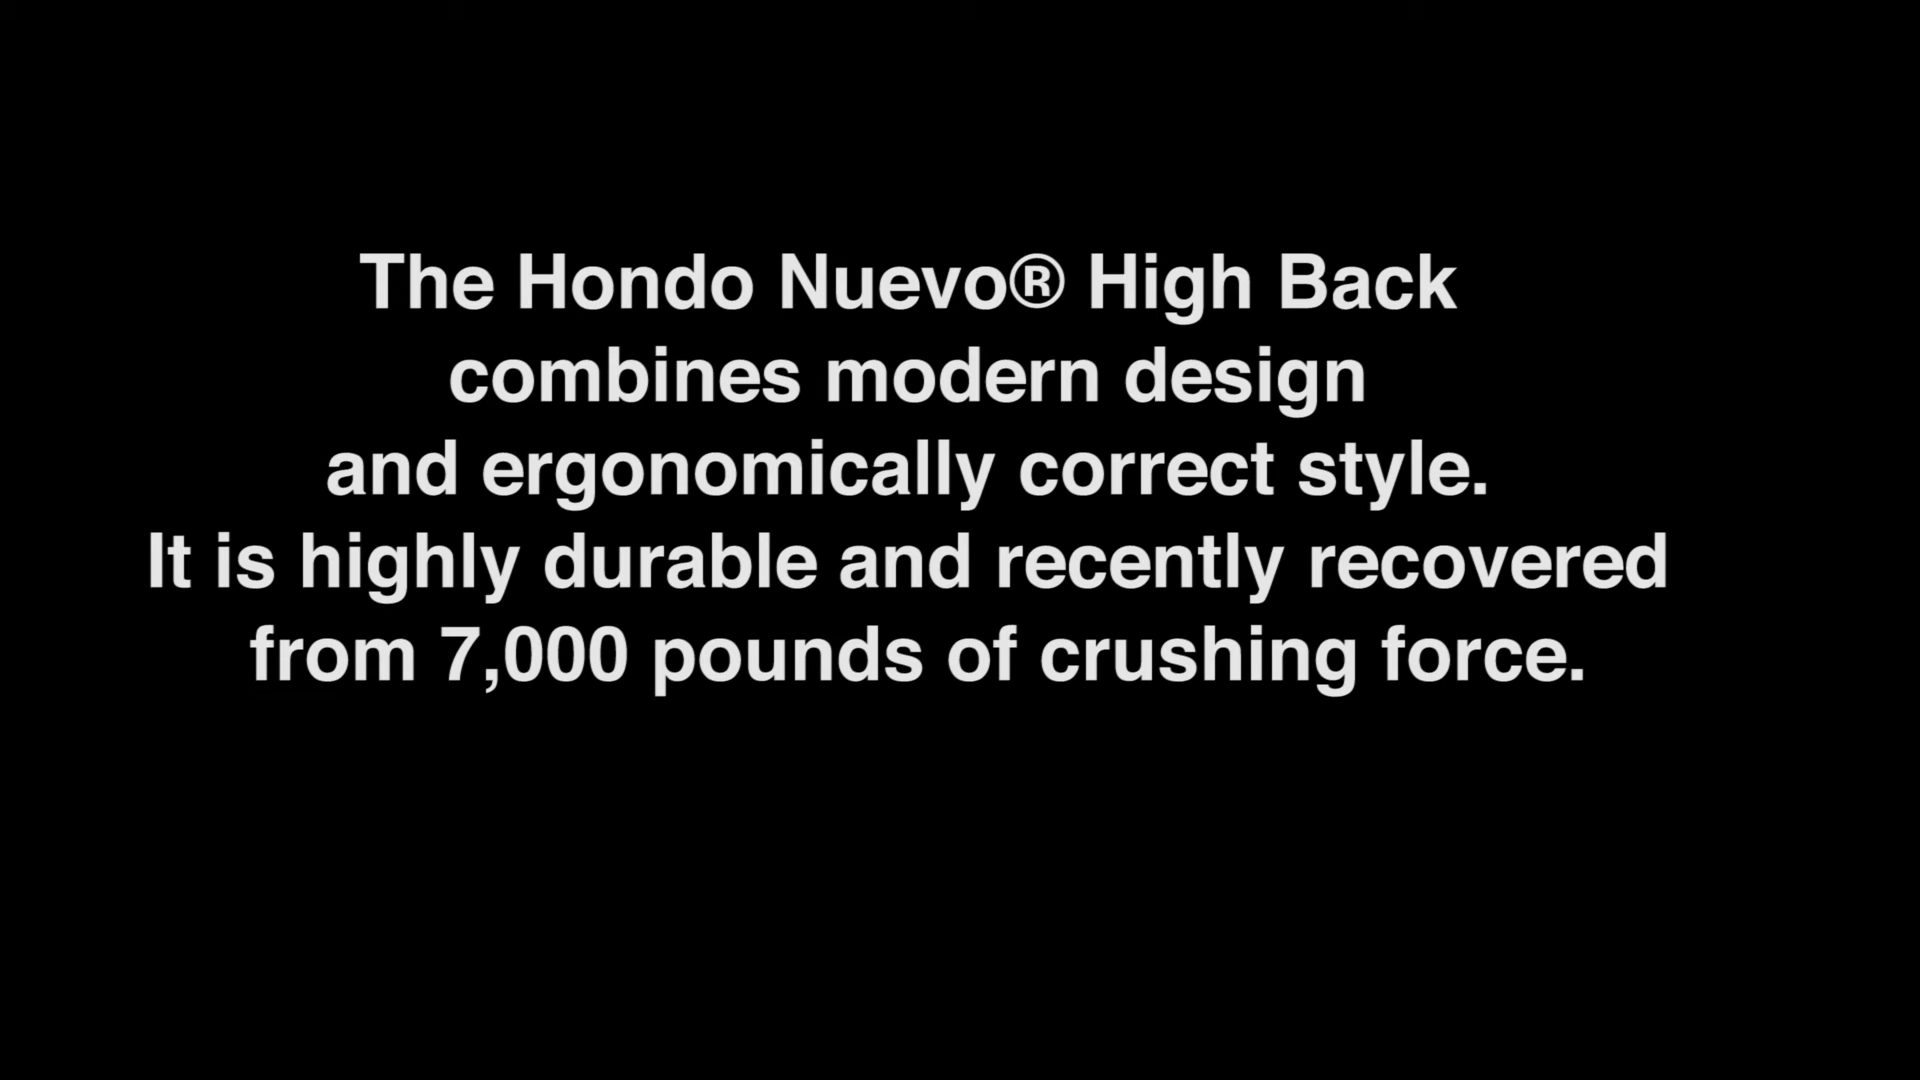 The Hondo Nuevo® High Back
combines modern design
and ergonomically correct style.
It is highly durable and recently recovered
from 7,000 pounds of crushing force.